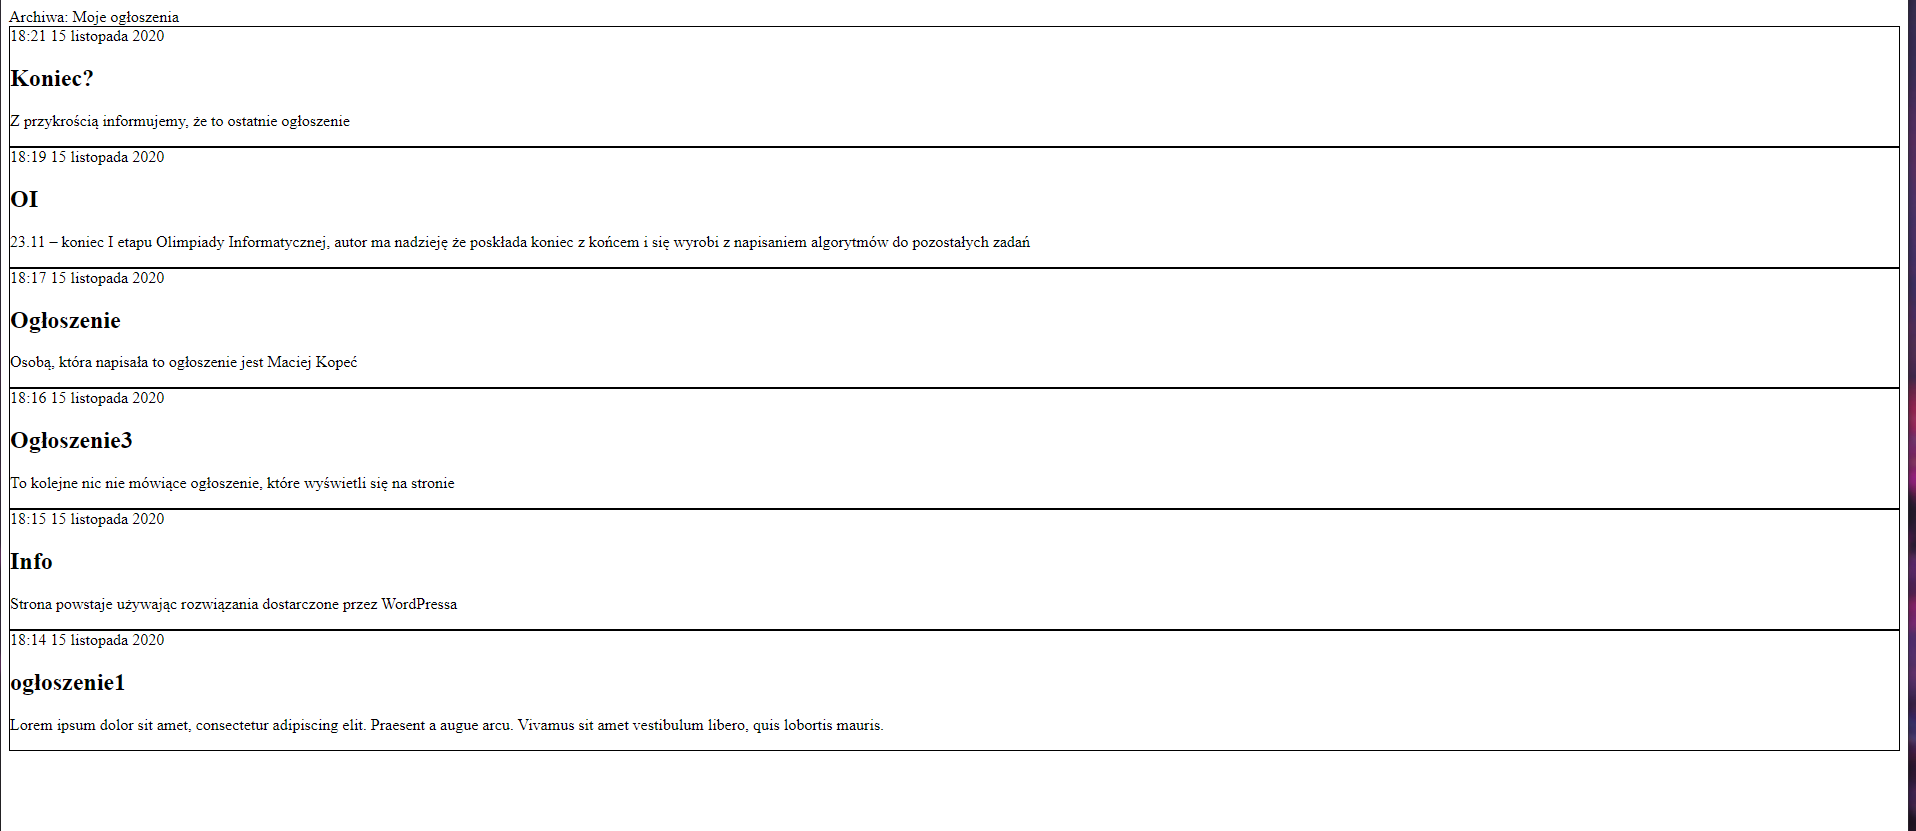 Archiwa: Moje ogłoszenia
18:21 15 listopada 2020
Koniec?
Z przykrością informujemy, że to ostatnie ogłoszenie
18:19 15 listopada 2020
OI
23.11 – koniec I etapu Olimpiady Informatycznej, autor ma nadzieję że poskłada koniec z końcem i się wyrobi z napisaniem algorytmów do pozostałych zadań
18:17 15 listopada 2020
Ogłoszenie
Osobą, która napisała to ogłoszenie jest Maciej Kopeć
18:16 15 listopada 2020
Ogłoszenie3
To kolejne nic nie mówiące ogłoszenie, które wyświetli się na stronie
18:15 15 listopada 2020
Info
Strona powstaje używając rozwiązania dostarczone przez WordPressa
18:14 15 listopada 2020
ogłoszenie1
Lorem ipsum dolor sit amet, consectetur adipiscing elit. Praesent a augue arcu. Vivamus sit amet vestibulum libero, quis lobortis mauris.